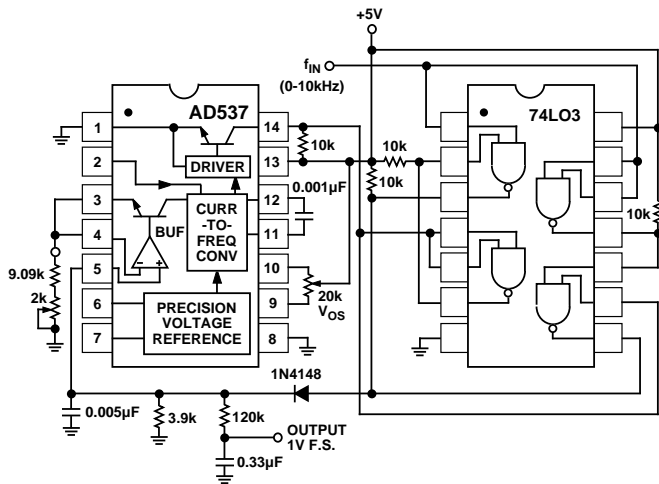 +5V
fIN
(0-10kHz)
AD537
74LO3
1
2
3
4
5
6
7
14
13
12
11
10
9
8
DRIVER
BUF
CURR
-TO-
FREQ
CONV
PRECISION
VOLTAGE
REFERENCE
–
+
10k
0.001µF
20k
VOS
10k
10k
10k
9.09k
2k
1N4148
0.005µF
3.9k
120k
OUTPUT
1V F.S.
0.33µF